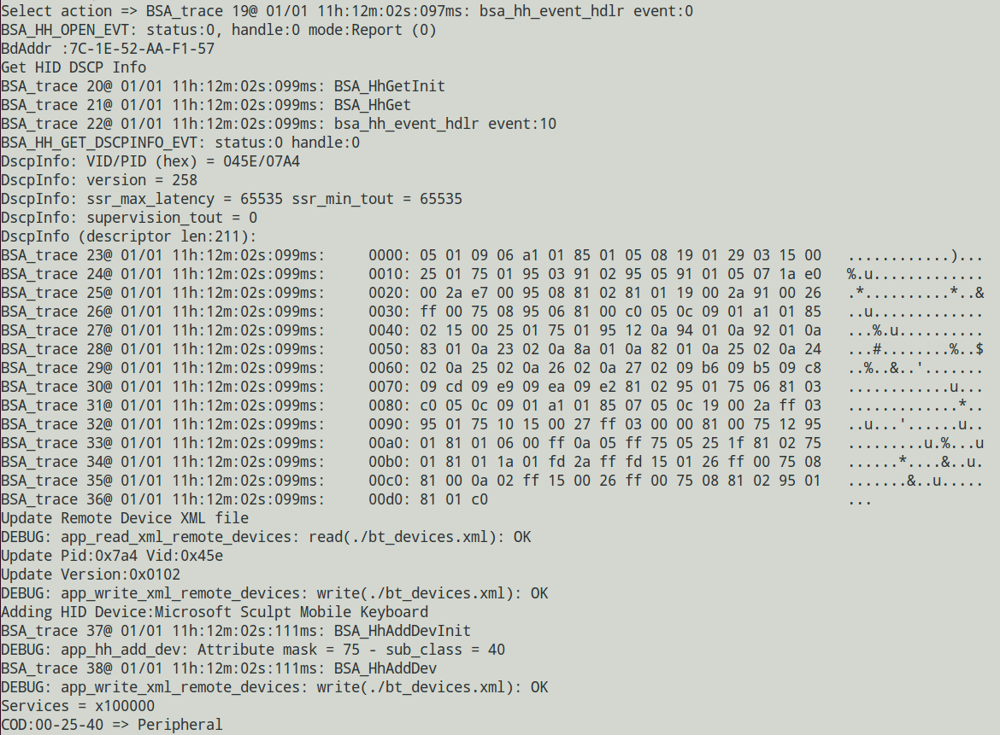 Select action => BSA_trace 19@ 01/01 11h:12m:02s:097ms: bsa_hh_event_hdlr event:0
BSA_HH_OPEN_EVT: status:0, handle:0 mode:Report (0)
BdAddr :7C-1E-52-AA-F1-57
Get HID DSCP Info
BSA_trace 20@ 01/01 11h:12m:02s:099ms: BSA_HhGetInit
BSA_trace 21@ 01/01 11h:12m:02s:099ms: BSA_HhGet
BSA_trace 22@ 01/01 11h:12m:02s:099ms: bsa_hh_event_hdlr event:10
BSA_HH_GET_DSCPINFO_EVT: status:0 handle:0
DscpInfo: VID/PID (hex) = 045E/07A4
DscpInfo: version = 258
DscpInfo: ssr_max_latency = 65535 ssr_min_tout = 65535
DscpInfo: supervision_tout = 0
DscpInfo (descriptor len:211):
BSA_trace 23@ 01/01 11h:12m:02s:099ms:     0000: 05 01 09 06 a1 01 85 01 05 08 19 01 29 03 15 00   ............)...
BSA_trace 24@ 01/01 11h:12m:02s:099ms:     0010: 25 01 75 01 95 03 91 02 95 05 91 01 05 07 1a e0   %.u.............
BSA_trace 25@ 01/01 11h:12m:02s:099ms:     0020: 00 2a e7 00 95 08 81 02 81 01 19 00 2a 91 00 26   .*..........*..&
BSA_trace 26@ 01/01 11h:12m:02s:099ms:     0030: ff 00 75 08 95 06 81 00 c0 05 0c 09 01 a1 01 85   ..u.............
BSA_trace 27@ 01/01 11h:12m:02s:099ms:     0040: 02 15 00 25 01 75 01 95 12 0a 94 01 0a 92 01 0a   ...%.u..........
BSA_trace 28@ 01/01 11h:12m:02s:099ms:     0050: 83 01 0a 23 02 0a 8a 01 0a 82 01 0a 25 02 0a 24   ...#........%..$
BSA_trace 29@ 01/01 11h:12m:02s:099ms:     0060: 02 0a 25 02 0a 26 02 0a 27 02 09 b6 09 b5 09 c8   ..%..&..'.......
BSA_trace 30@ 01/01 11h:12m:02s:099ms:     0070: 09 cd 09 e9 09 ea 09 e2 81 02 95 01 75 06 81 03   ............u...
BSA_trace 31@ 01/01 11h:12m:02s:099ms:     0080: c0 05 0c 09 01 a1 01 85 07 05 0c 19 00 2a ff 03   .............*..
BSA_trace 32@ 01/01 11h:12m:02s:099ms:     0090: 95 01 75 10 15 00 27 ff 03 00 00 81 00 75 12 95   ..u...'......u..
BSA_trace 33@ 01/01 11h:12m:02s:099ms:     00a0: 01 81 01 06 00 ff 0a 05 ff 75 05 25 1f 81 02 75   .........u.%...u
BSA_trace 34@ 01/01 11h:12m:02s:099ms:     00b0: 01 81 01 1a 01 fd 2a ff fd 15 01 26 ff 00 75 08   ......*....&..u.
BSA_trace 35@ 01/01 11h:12m:02s:099ms:     00c0: 81 00 0a 02 ff 15 00 26 ff 00 75 08 81 02 95 01   .......&..u.....
BSA_trace 36@ 01/01 11h:12m:02s:099ms:     00d0: 81 01 c0                                          ...
Update Remote Device XML file
DEBUG: app_read_xml_remote_devices: read(./bt_devices.xml): OK
Update Pid:0x7a4 Vid:0x45e
Update Version:0x0102
DEBUG: app_write_xml_remote_devices: write(./bt_devices.xml): OK
Adding HID Device:Microsoft Sculpt Mobile Keyboard
BSA_trace 37@ 01/01 11h:12m:02s:111ms: BSA_HhAddDevInit
DEBUG: app_hh_add_dev: Attribute mask = 75 - sub_class = 40
BSA_trace 38@ 01/01 11h:12m:02s:111ms: BSA_HhAddDev
DEBUG: app_write_xml_remote_devices: write(./bt_devices.xml): OK
Services = x100000
COD:00-25-40 => Peripheral